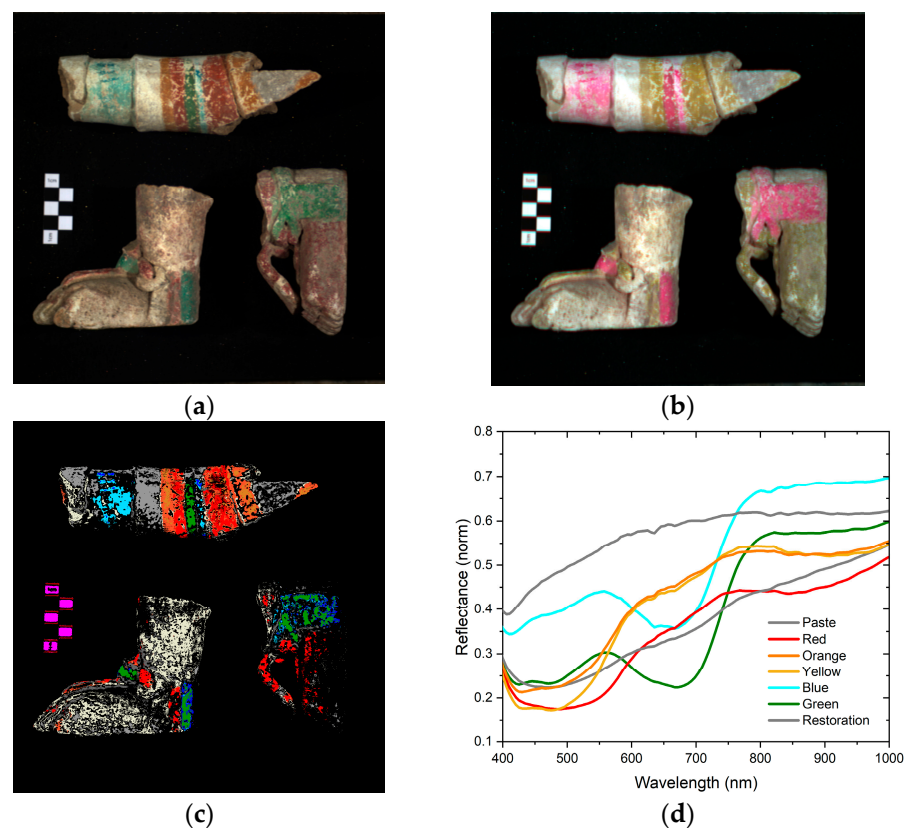 (a)
(b)
(c)
0.8
0.7
0.6
0.5
0.4
0.3
0.2
0.1
Reflectance (norm)
Paste
Red
Orange
Yellow
Blue
Green
Restoration
400 500 600 700 800 900 1000
Wavelength (nm)
(d)